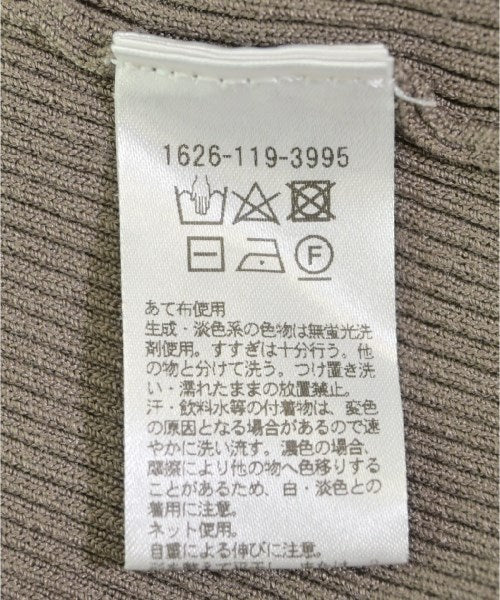 1626-119-3995
F
あて布使用
生成・淡色系の色物は無蛍光洗
剤使用。すすぎは十分行う。他
の物と分けて洗う。つけ置き洗
い・濡れたままの放置禁止。
汗・飲料水等の付着物は、変色
の原因となる場合があるので速
やかに洗い流す。濃色の場合、
摩擦により他の物へ色移りする
ことがあるため、白・淡色との
着用に注意。
ネット使用。
自重による伸びに注意。